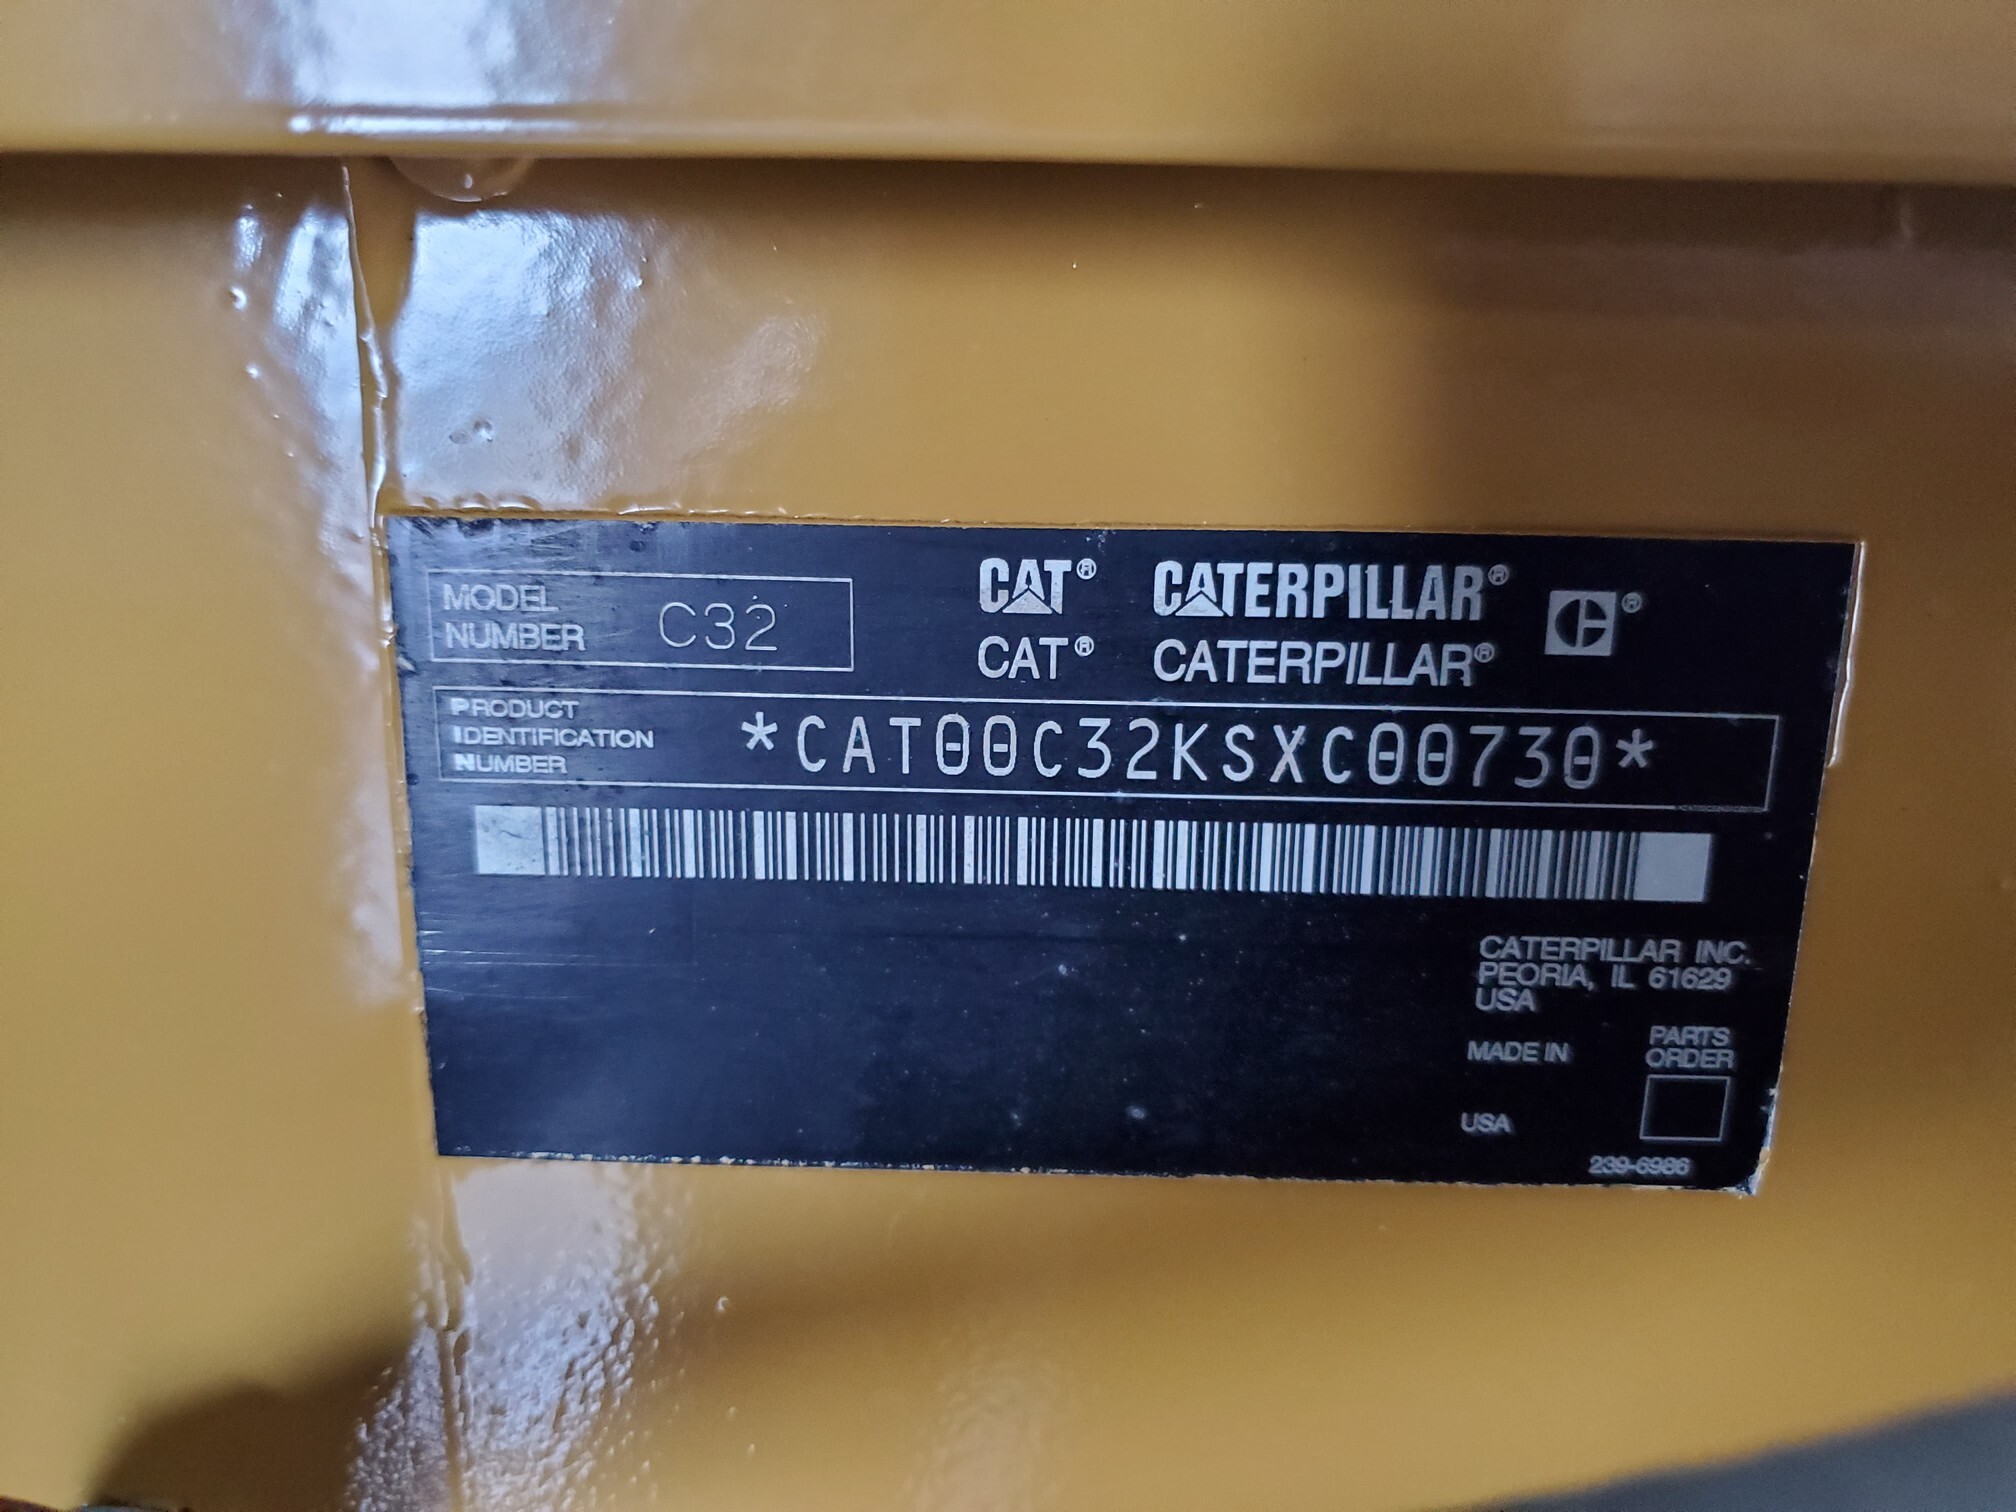 MODEL
NUMBER C32
CAT® CATERPILLAR® ®
CAT® CATERPILLAR®
PRODUCT
IDENTIFICATION
NUMBER
*CAT00C32KSXC00730*
CATERPILLAR INC.
PEORIA, IL 61629
USA
MADE IN
USA
PARTS
ORDER
239-6986